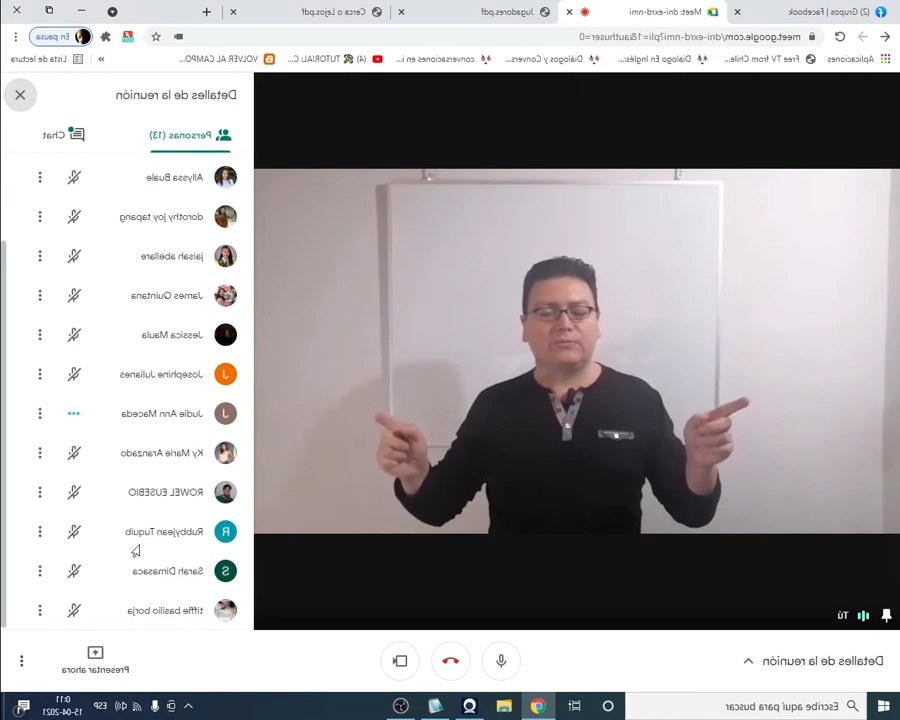 (2) Grupos | Facebook
Meet: dni-exrd-nmi
Jugadores.pdf
Cerca o Lejos.pdf
meet.google.com/dni-exrd-nmi?pli=1&authuser=0
En pausa
Aplicaciones
Free TV from Chile,...
Diálogos y Convers...
Dialogo en Inglés:...
conversaciones en i...
(4) TUTORIAL: C...
VOLVER AL CAMPO
»
Lista de lectura
Detalles de la reunión
Personas (13)
Chat
Allyssa Buale
dorothy joy tapang
jaisah abellare
James Quintana
Jessica Maula
J
Josephine Julianes
J
Judie Ann Maceda
Ky Marie Aranzado
ROWEL EUSEBIO
R
Rubbyjean Tuquib
S
Sarah Dimasaca
tiffie basilio borja
Tú
Detalles de la reunión
Presentar ahora
Escribe aquí para buscar
ESP
0:11
15-04-2021